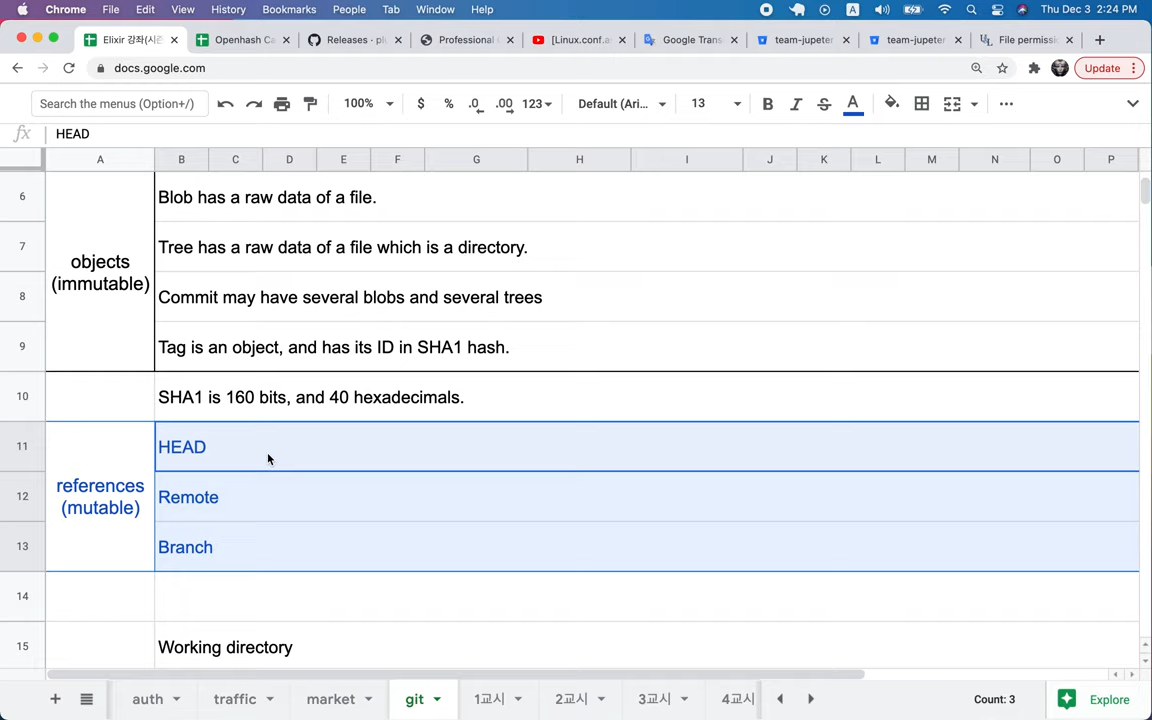 Chrome File Edit View History Bookmarks People Tab Window Help A Thu Dec 3 2:24 PM
Elixir 강좌(시즌 Openhash Ca Releases · pl Professional [Linux.conf.a Google Trans team-jupeter team-jupeter File permissi
docs.google.com Update
Search the menus (Option+/) 100% $ % .0 .00 123 Default (Ari... 13 B I S A
fx HEAD
A B C D E F G H I J K L M N O P
6 Blob has a raw data of a file.
7 Tree has a raw data of a file which is a directory.
objects
(immutable)
8 Commit may have several blobs and several trees
9 Tag is an object, and has its ID in SHA1 hash.
10 SHA1 is 160 bits, and 40 hexadecimals.
11 HEAD
references
(mutable)
12 Remote
13 Branch
14
15 Working directory
auth traffic market git 1교시 2교시 3교시 4교시 Count: 3 Explore